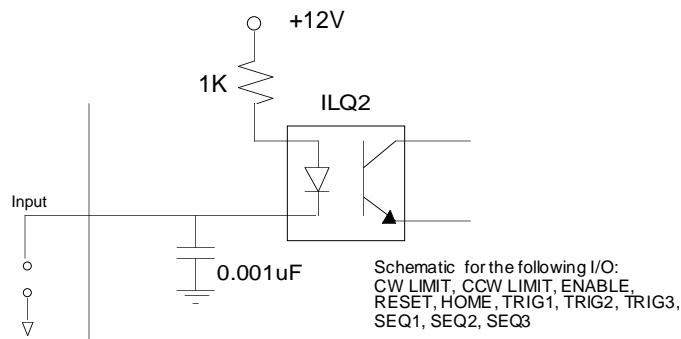 +12V
1K
ILQ2
Input
0.001uF
Schematic for the following I/O:
CW LIMIT, CCW LIMIT, ENABLE,
RESET, HOME, TRIG1, TRIG2, TRIG3,
SEQ1, SEQ2, SEQ3